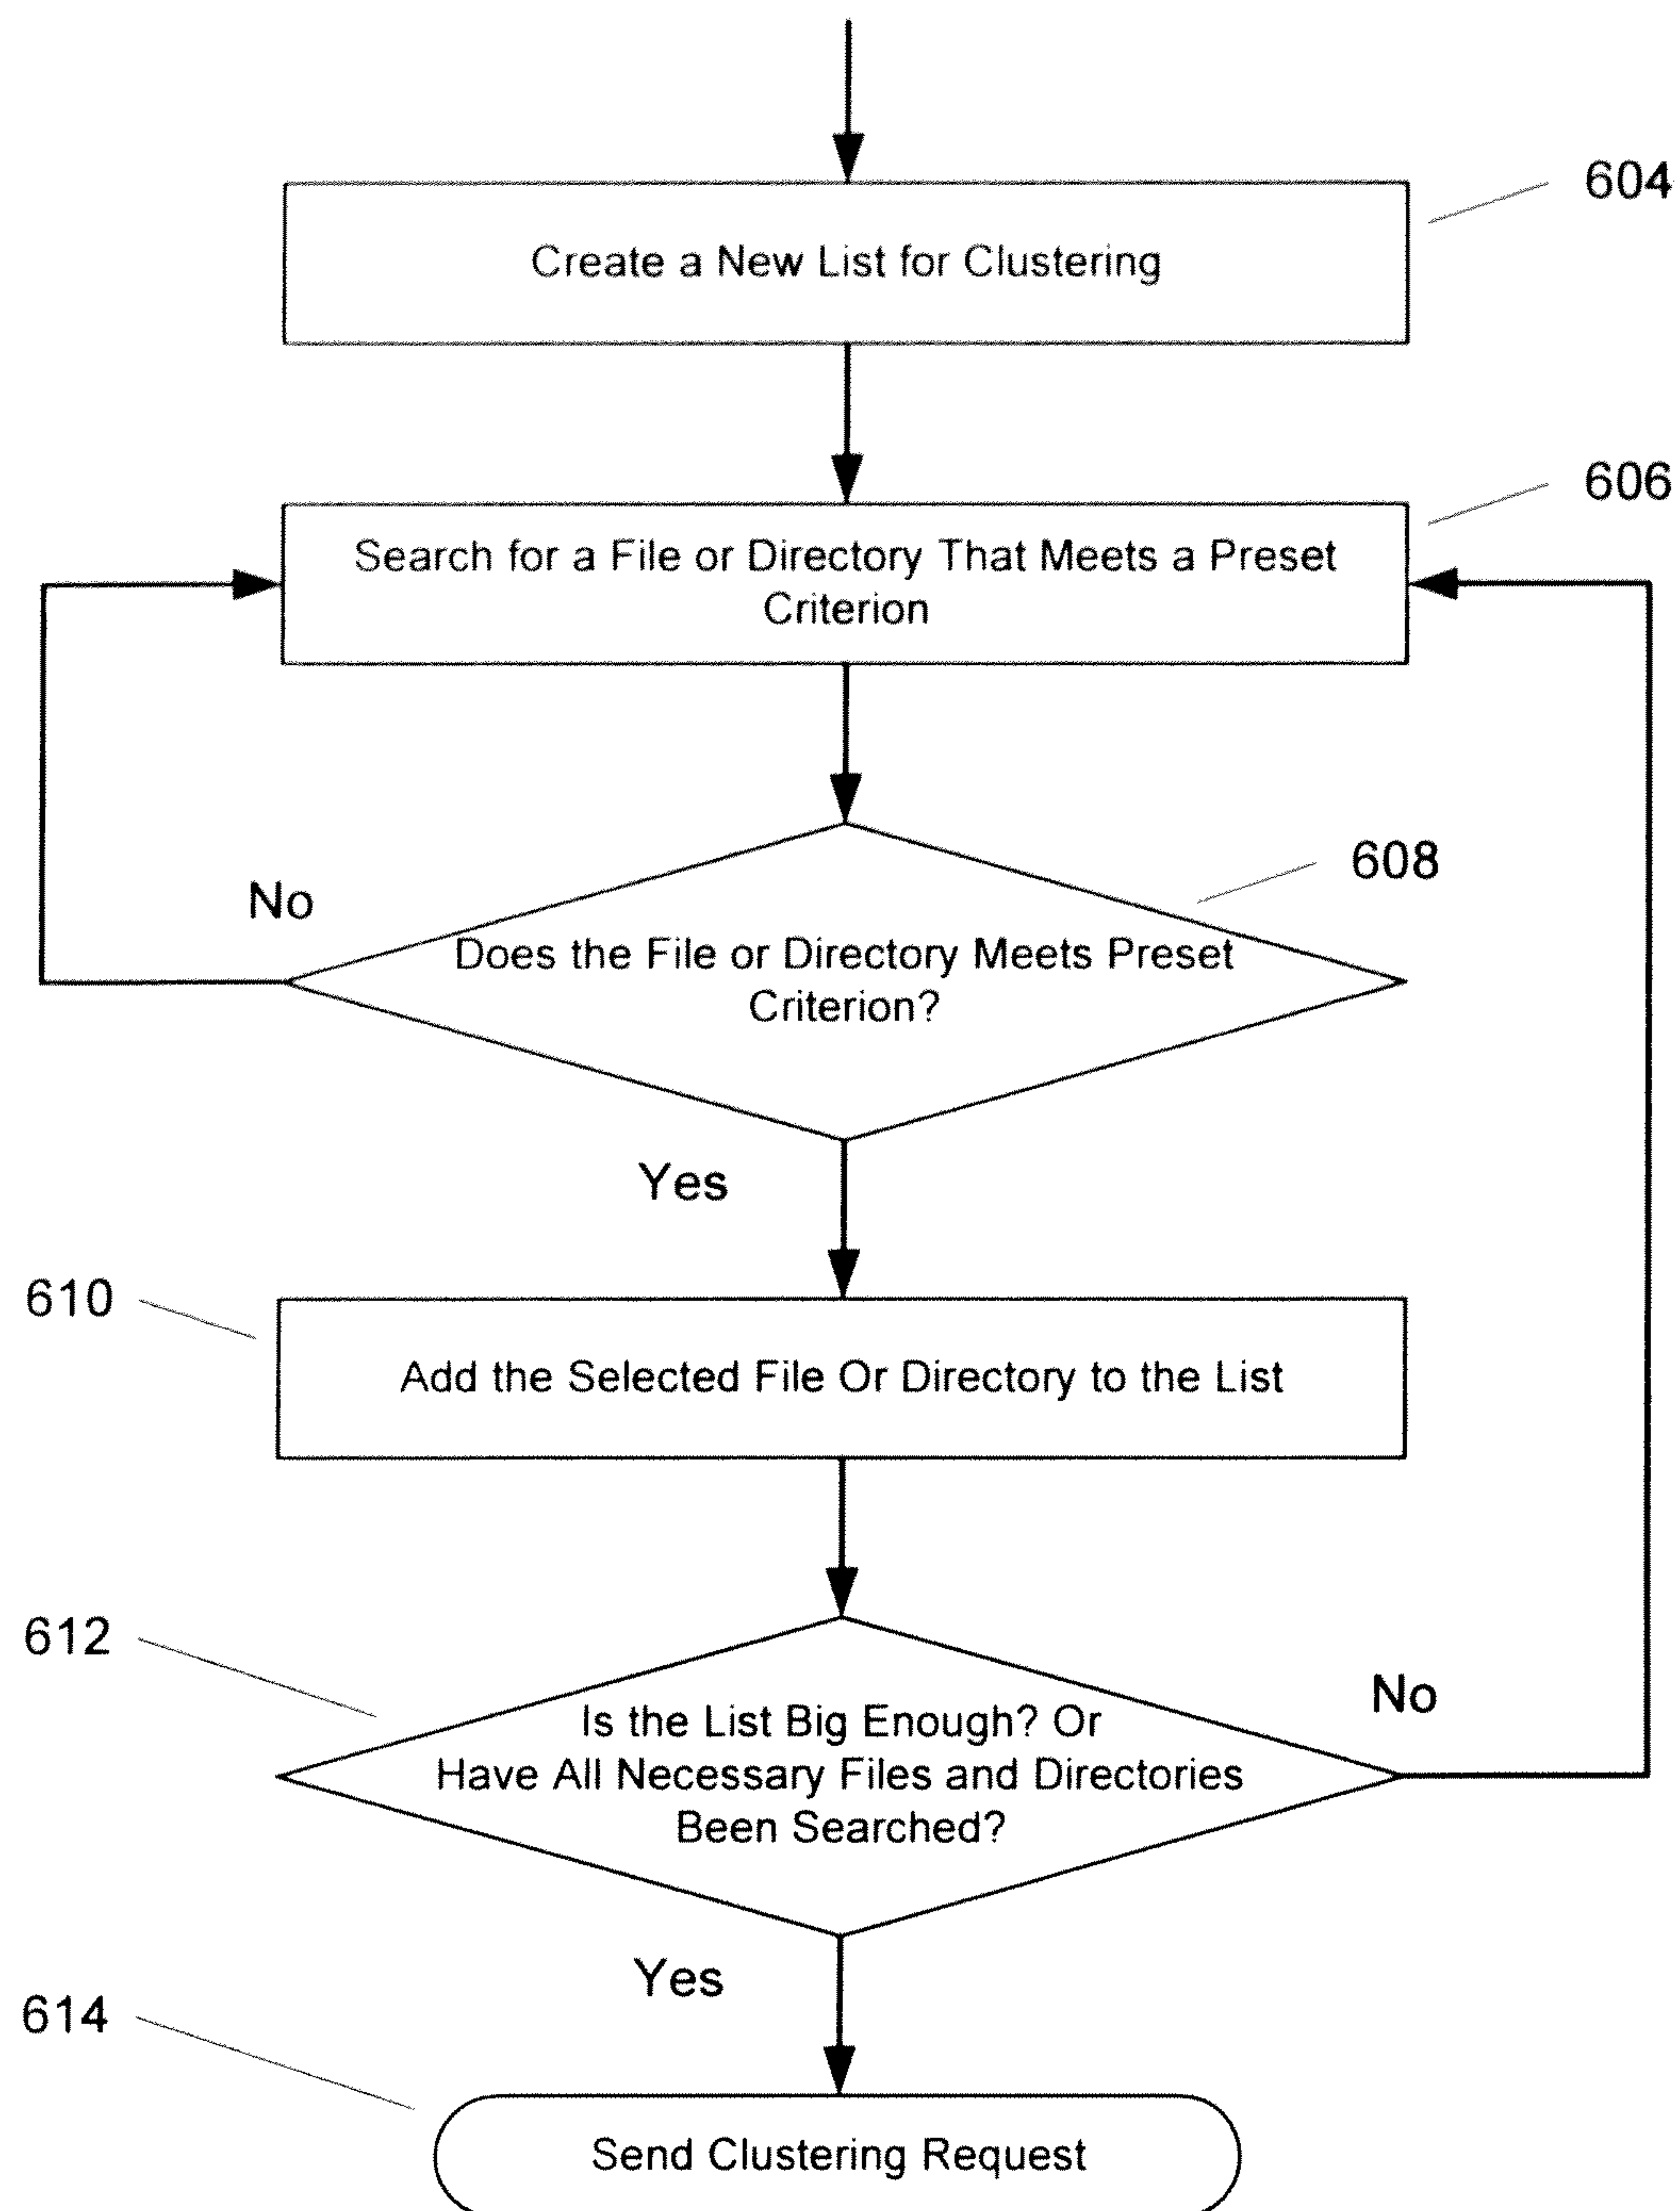 604
Create a New List for Clustering
606
Search for a File or Directory That Meets a Preset
Criterion
608
No
Does the File or Directory Meets Preset
Criterion?
Yes
610
Add the Selected File Or Directory to the List
612
No
Is the List Big Enough? Or
Have All Necessary Files and Directories
Been Searched?
Yes
614
Send Clustering Request